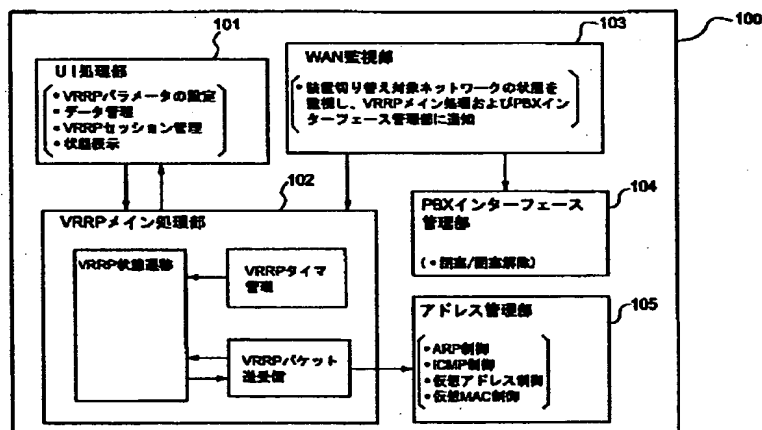 100
101
UI処理部
・VRRPパラメータの設定
・データ管理
・VRRPセッション管理
・状態表示
103
WAN監視部
・装置切り替え対象ネットワークの状態を
監視し、VRRPメイン処理およびPBXイン
ターフェース管理部に通知
102
VRRPメイン処理部
VRRP状態遷移
VRRPタイマ
管理
VRRPパケット
送受信
104
PBXインターフェース
管理部
(・閉塞/閉塞解除)
105
アドレス管理部
・ARP制御
・ICMP制御
・仮想アドレス制御
・仮想MAC制御